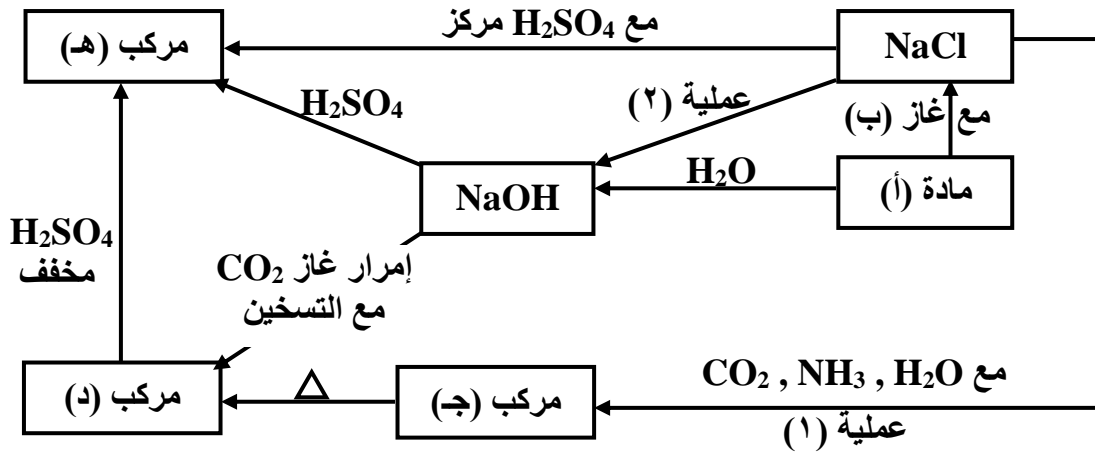 مع H₂SO₄ مركز
NaCl
مركب (هـ)
عملية (٢)
H₂SO₄
مع غاز (ب)
H₂O
مادة (أ)
NaOH
H₂SO₄
مخفف
إمرار غاز CO₂
مع التسخين
مع CO₂ , NH₃ , H₂O
△
مركب (جـ)
مركب (د)
عملية (١)